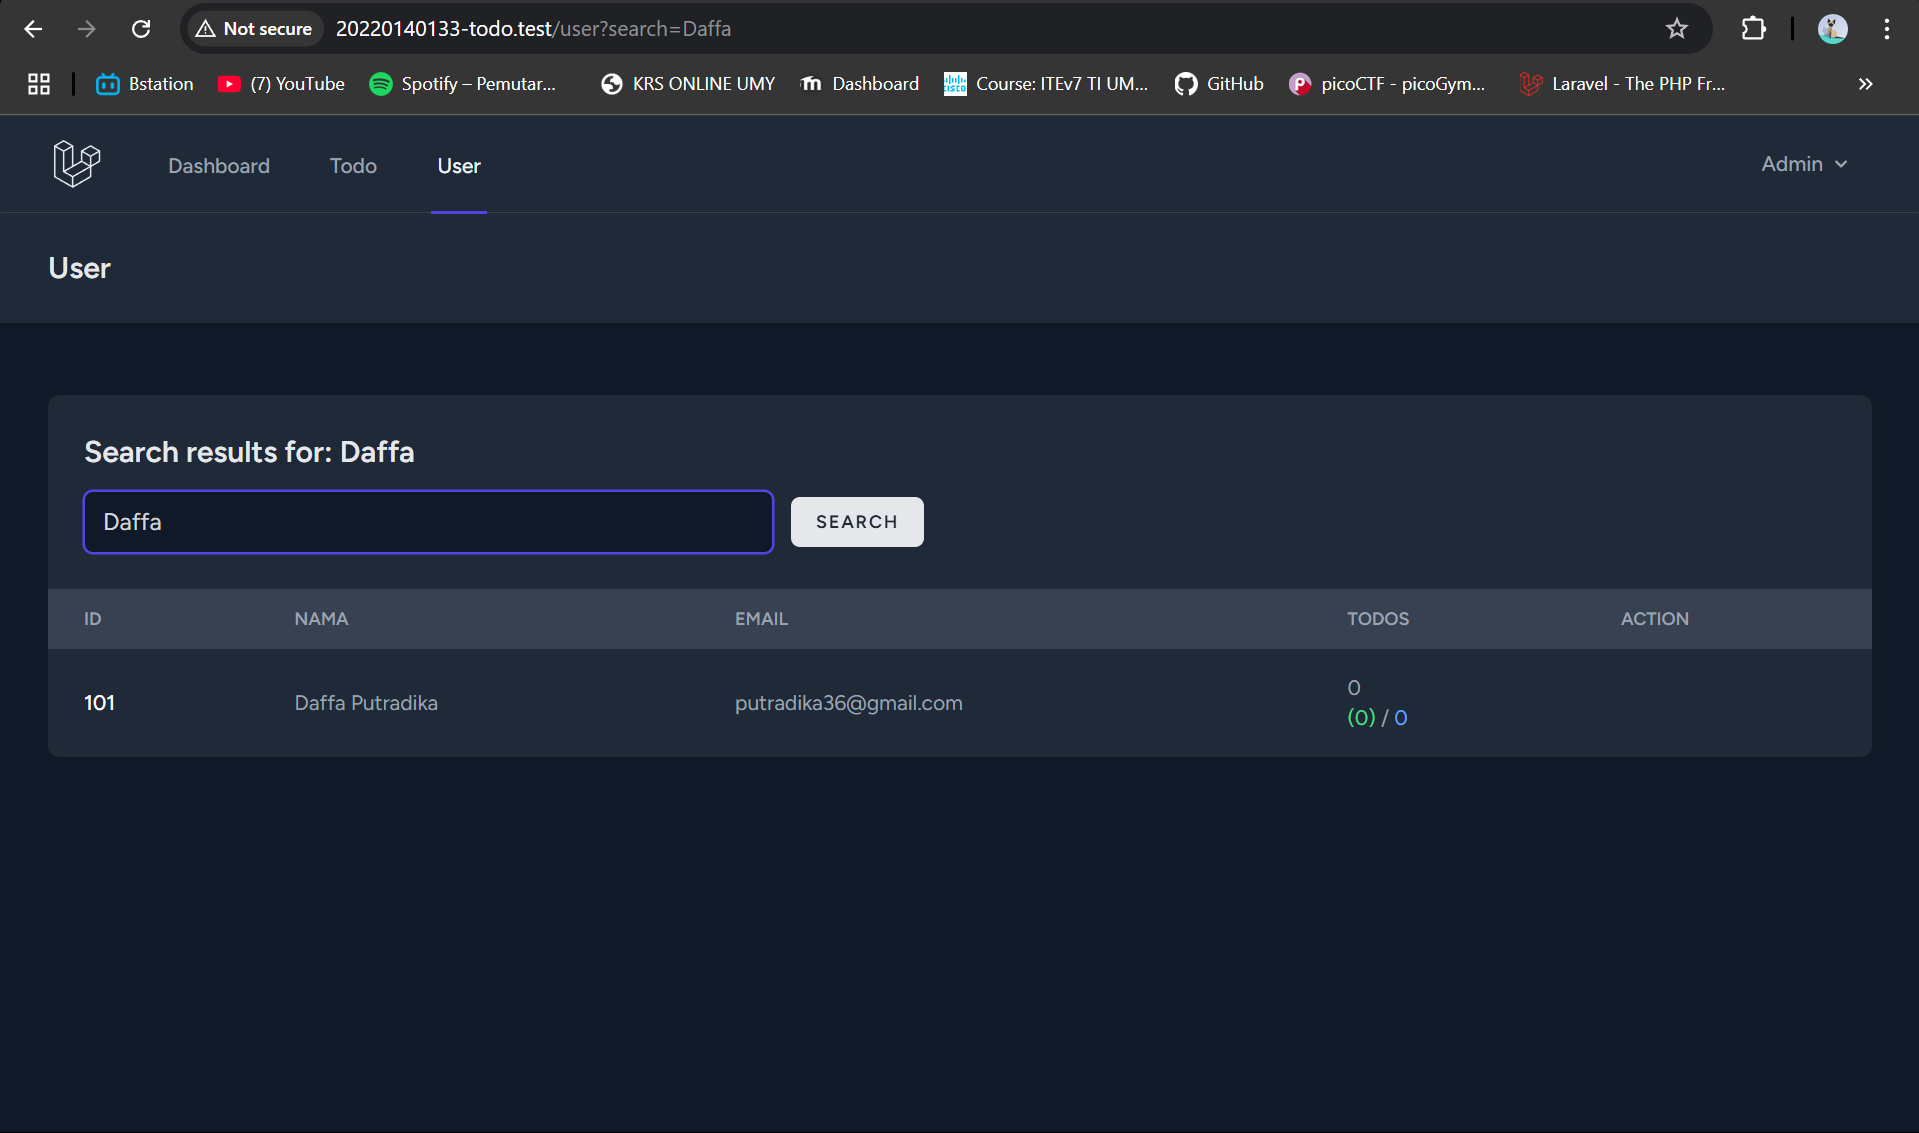 Not secure 20220140133-todo.test/user?search=Daffa
Bstation (7) YouTube Spotify – Pemutar... KRS ONLINE UMY Dashboard Course: ITEv7 TI UM... GitHub picoCTF - picoGym... Laravel - The PHP Fr...
Dashboard Todo User Admin
User
Search results for: Daffa
Daffa SEARCH
ID NAMA EMAIL TODOS ACTION
101 Daffa Putradika putradika36@gmail.com 0
(0) / 0